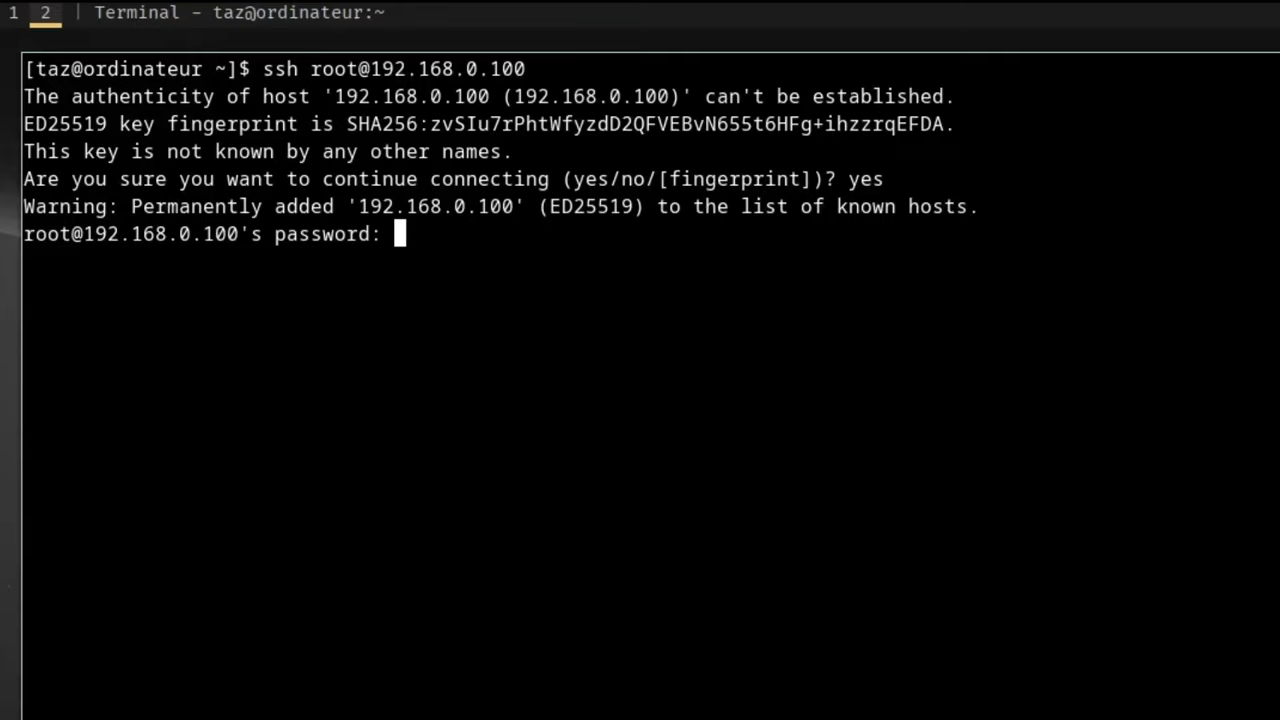 1 2 | Terminal - taz@ordinateur:~
[taz@ordinateur ~]$ ssh root@192.168.0.100
The authenticity of host '192.168.0.100 (192.168.0.100)' can't be established.
ED25519 key fingerprint is SHA256:zvSIu7rPhtWfyzdD2QFVEBvN655t6HFg+ihzzrqEFDA.
This key is not known by any other names.
Are you sure you want to continue connecting (yes/no/[fingerprint])? yes
Warning: Permanently added '192.168.0.100' (ED25519) to the list of known hosts.
root@192.168.0.100's password: